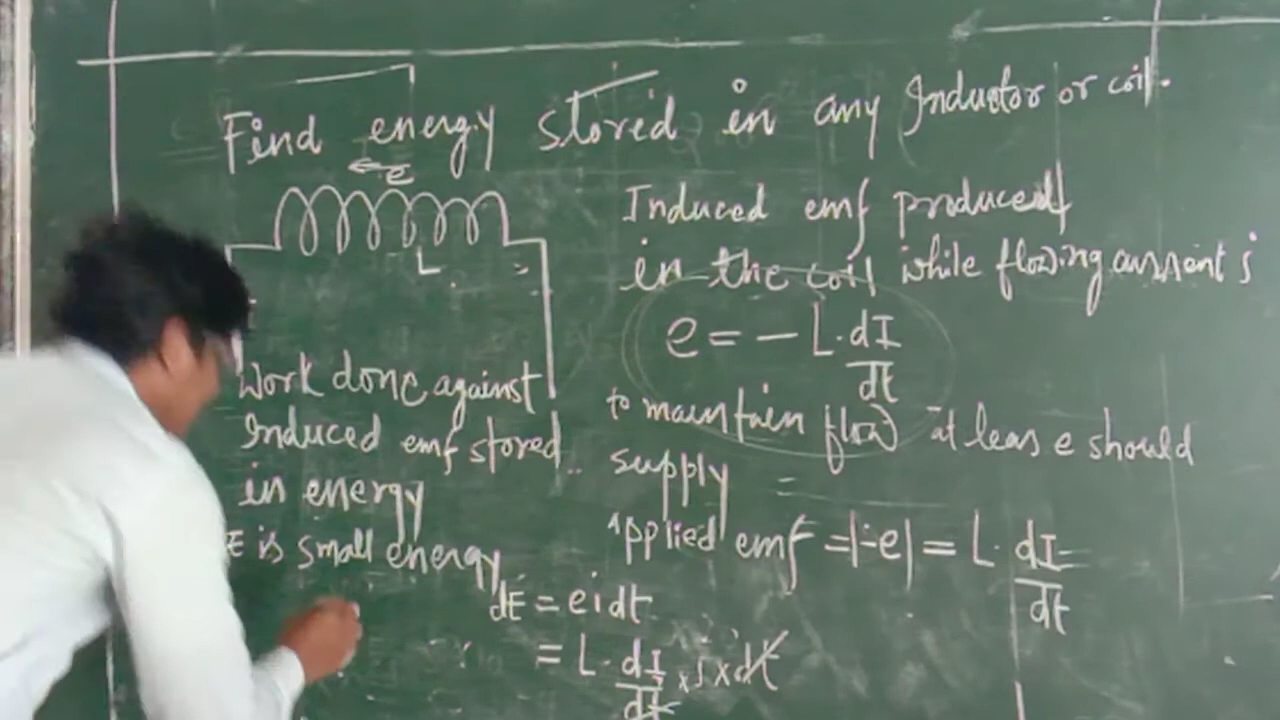 Find energy stored in any Inductor or coil.
e
L
Work done against
Induced emf stored
in energy
E is small energy
Induced emf produced
in the coil while flowing current i
e = - L. dI/dt
to maintain flow at leas e should
supply
Applied emf = |-e| = L. dI/dt
dE = eidt
= L. dI/dt x i x dt